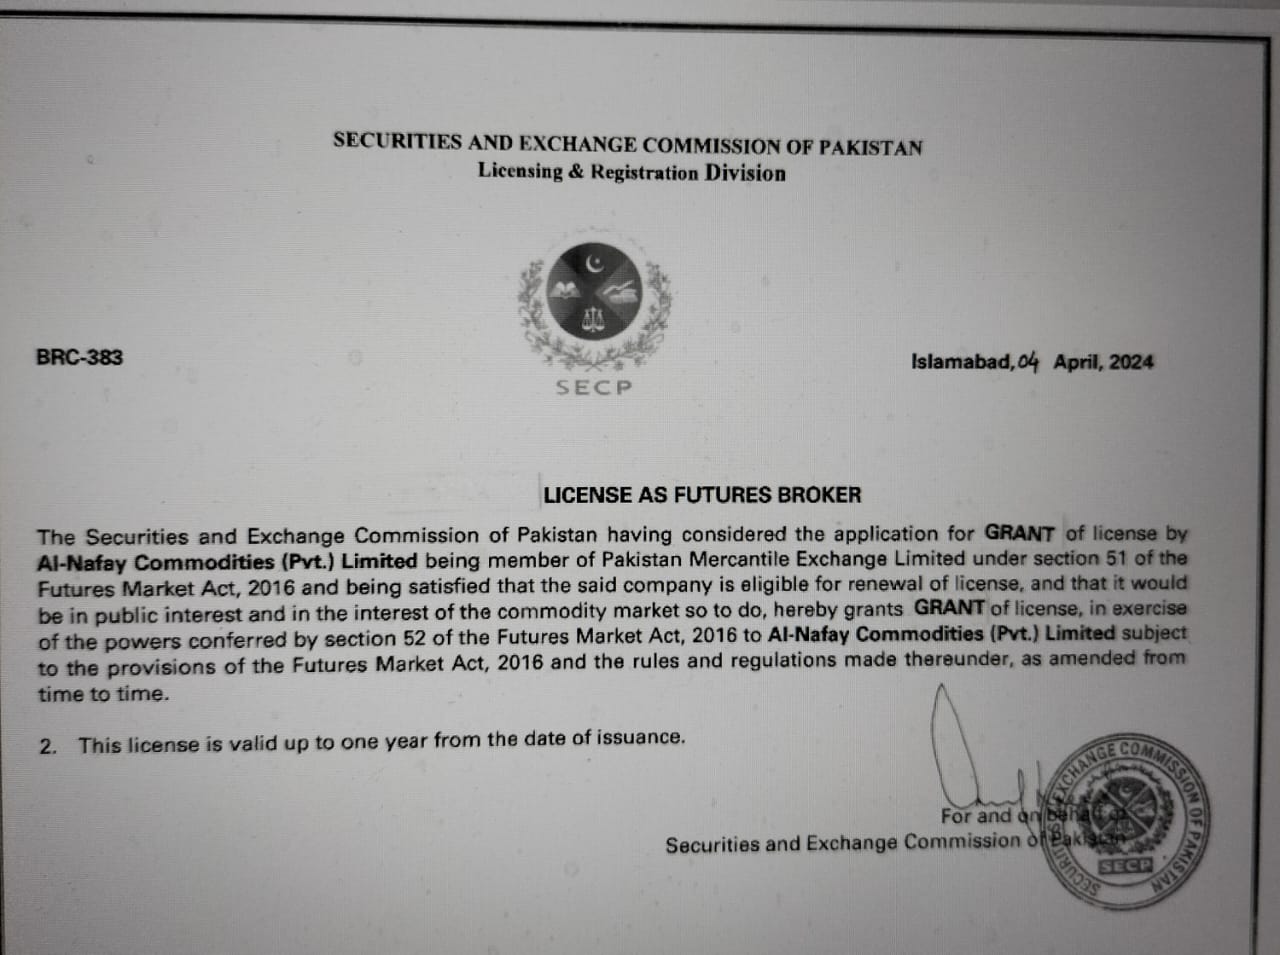 SECURITIES AND EXCHANGE COMMISSION OF PAKISTAN
Licensing & Registration Division
SECP
BRC-383
Islamabad, 04 April, 2024
LICENSE AS FUTURES BROKER
The Securities and Exchange Commission of Pakistan having considered the application for GRANT of license by
Al-Nafay Commodities (Pvt.) Limited being member of Pakistan Mercantile Exchange Limited under section 51 of the
Futures Market Act, 2016 and being satisfied that the said company is eligible for renewal of license, and that it would
be in public interest and in the interest of the commodity market so to do, hereby grants GRANT of license, in exercise
of the powers conferred by section 52 of the Futures Market Act, 2016 to Al-Nafay Commodities (Pvt.) Limited subject
to the provisions of the Futures Market Act, 2016 and the rules and regulations made thereunder, as amended from
time to time.
2. This license is valid up to one year from the date of issuance.
For and on behalf of
Securities and Exchange Commission of Pakistan
SECURITIES EXCHANGE COMMISSION OF PAKISTAN
SECP